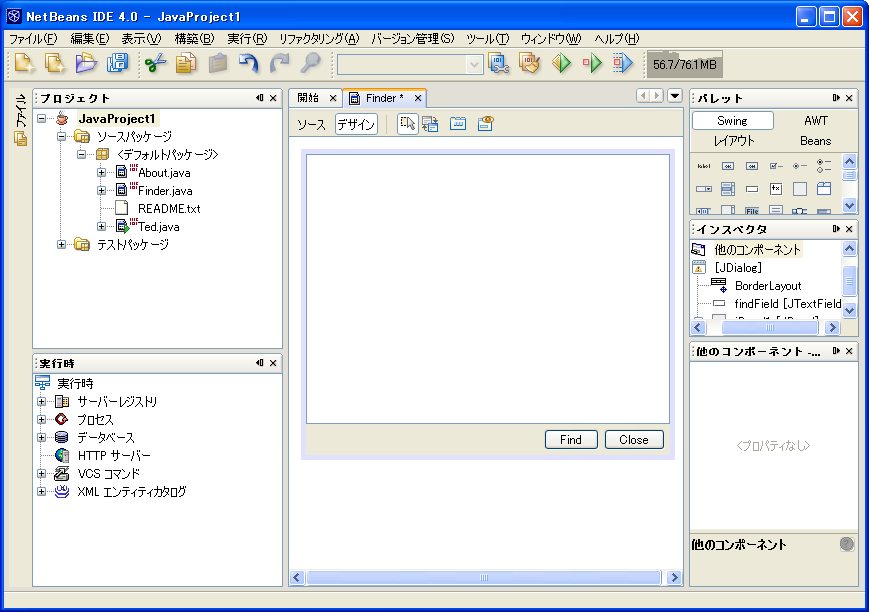 NetBeans IDE 4.0 - JavaProject1
ファイル(F) 編集(E) 表示(V) 構築(B) 実行(R) リファクタリング(A) バージョン管理(S) ツール(T) ウィンドウ(W) ヘルプ(H)
56.7/76.1MB
ファイル
プロジェクト
JavaProject1
ソースパッケージ
<デフォルトパッケージ>
About.java
Finder.java
README.txt
Ted.java
テストパッケージ
実行時
実行時
サーバーレジストリ
プロセス
データベース
HTTP サーバー
VCS コマンド
XML エンティティカタログ
開始 Finder *
ソース デザイン
Find Close
パレット
Swing AWT
レイアウト Beans
label
File
インスペクタ
他のコンポーネント
[JDialog]
BorderLayout
findField [JTextField
他のコンポーネント -...
<プロパティなし>
他のコンポーネント